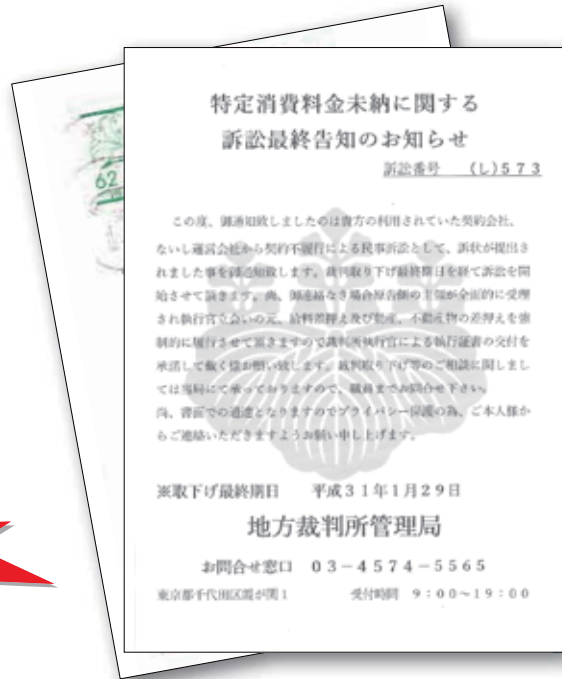 62
特定消費料金未納に関する
訴訟最終告知のお知らせ
訴訟番号 (し)573
この度、御通知致しましたのは貴方の利用されていた契約会社、
ないし運営会社から契約不履行による民事訴訟として、訴状が提出さ
れました事を御通知致します。裁判取り下げ最終期日を経て訴訟を開
始させて頂きます。尚、御連絡なき場合原告側の主張が全面的に受理
され執行官立会いの元、給料差押え及び動産、不動産物の差押えを強
制的に履行させて頂きますので裁判所執行官による執行証書の交付を
承諾して戴く様お願い致します。裁判取り下げ等のご相談に関しまし
ては当局にて承っておりますので、職員までお問合せ下さい。
尚、書面での通達となりますのでプライバシー保護の為、ご本人様か
らご連絡いただきますようお願い申し上げます。
※取下げ最終期日 平成31年1月29日
地方裁判所管理局
お問合せ窓口 03-4574-5565
東京都千代田区霞が関1 受付時間 9:00~19:00